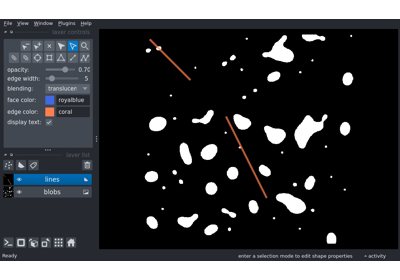 File View Window Plugins Help
layer controls
opacity: 0.70
edge width: 5
blending: translucen
face color: royalblue
edge color: coral
display text:
layer list
lines
blobs
Ready enter a selection mode to edit shape properties activity